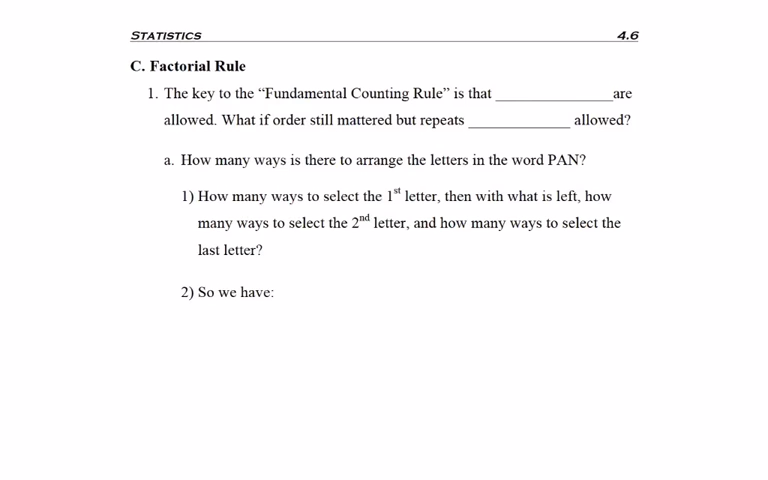 STATISTICS 4.6
C. Factorial Rule
1. The key to the “Fundamental Counting Rule” is that ________________are
allowed. What if order still mattered but repeats ______________ allowed?
a. How many ways is there to arrange the letters in the word PAN?
1) How many ways to select the 1st letter, then with what is left, how
many ways to select the 2nd letter, and how many ways to select the
last letter?
2) So we have: